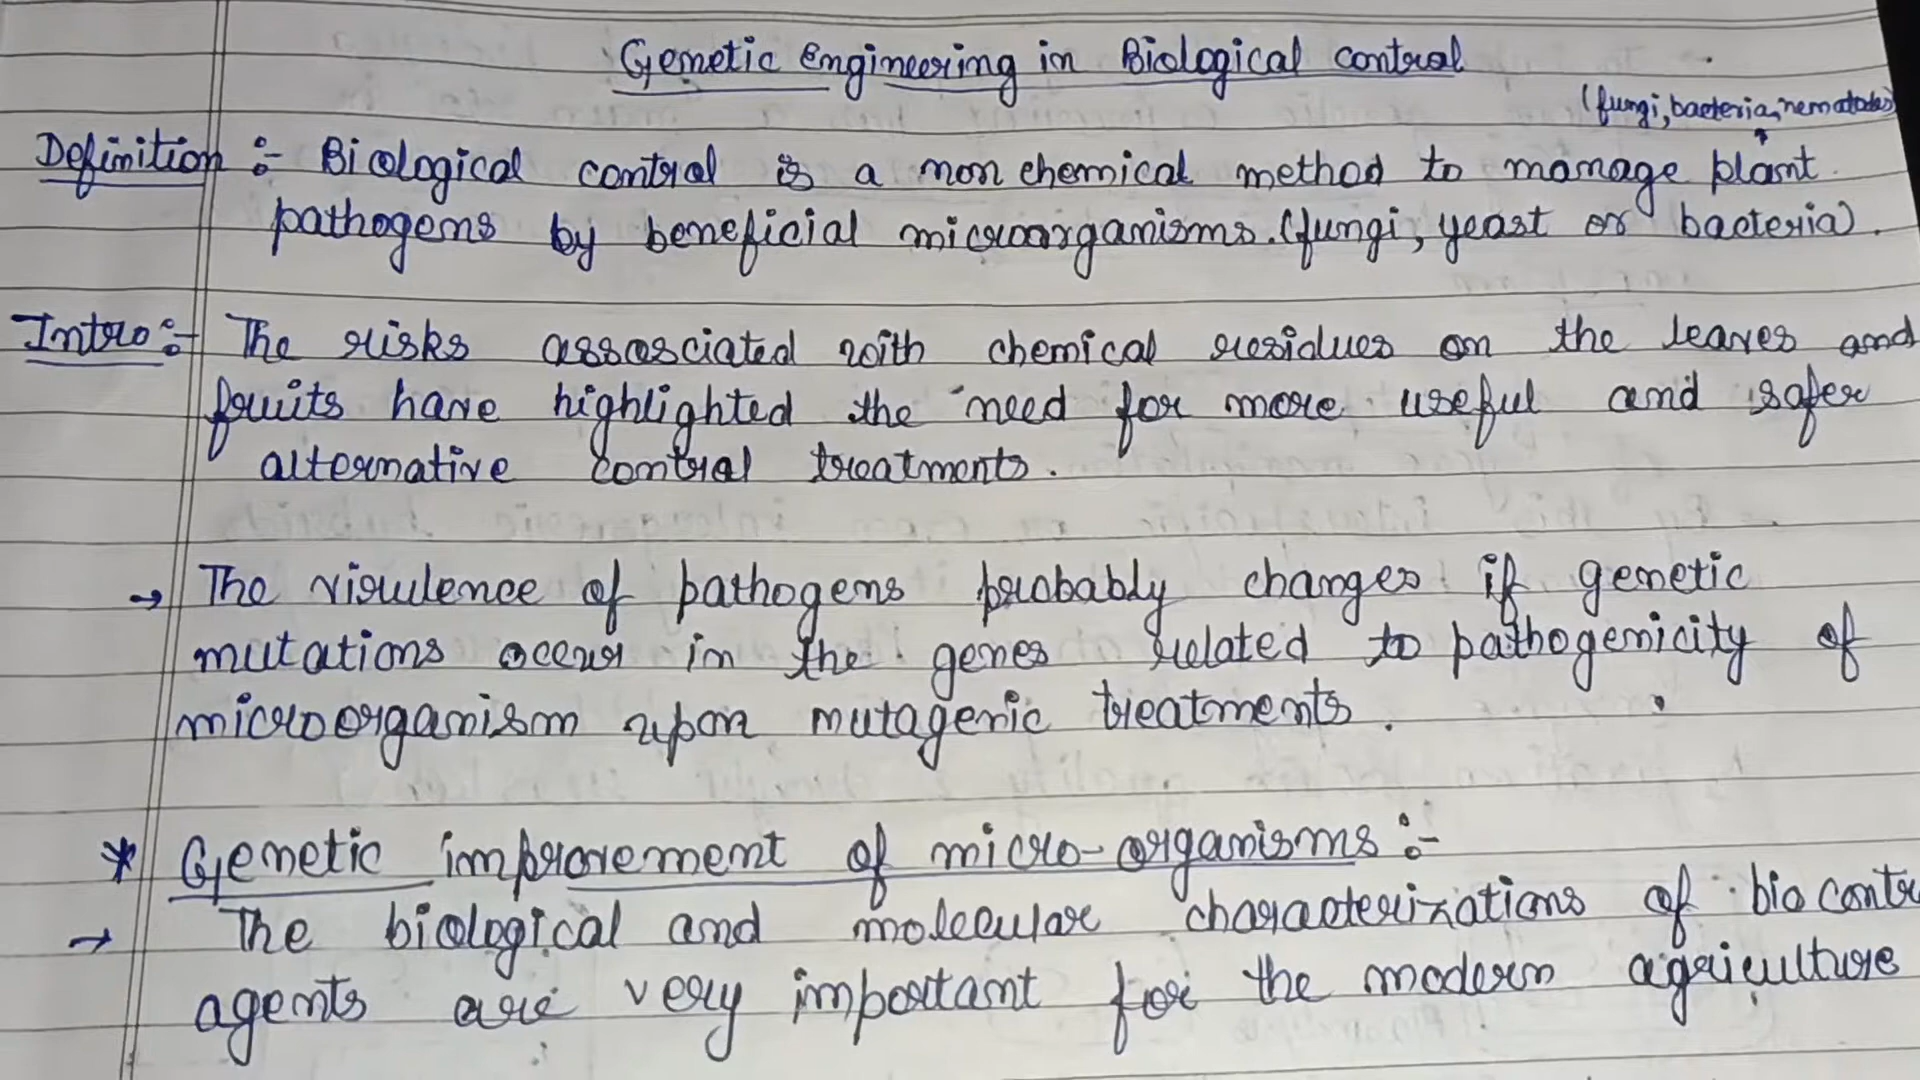 Genetic Engineering in Biological control
(fungi, bacteria, nematodes)
Definition :- Biological control is a non chemical method to manage plant
pathogens by beneficial microorganisms. (fungi, yeast or bacteria).
Intro :- The risks assosciated with chemical residues on the leaves and
fruits have highlighted the need for more useful and safer
alternative control treatments.
→ The virulence of pathogens probably changes if genetic
mutations occur in the genes related to pathogenicity of
microorganism upon mutagenic treatments.
* Genetic improvement of micro-organisms :-
→ The biological and molecular characterizations of bio contr
agents are very important for the modern agriculture